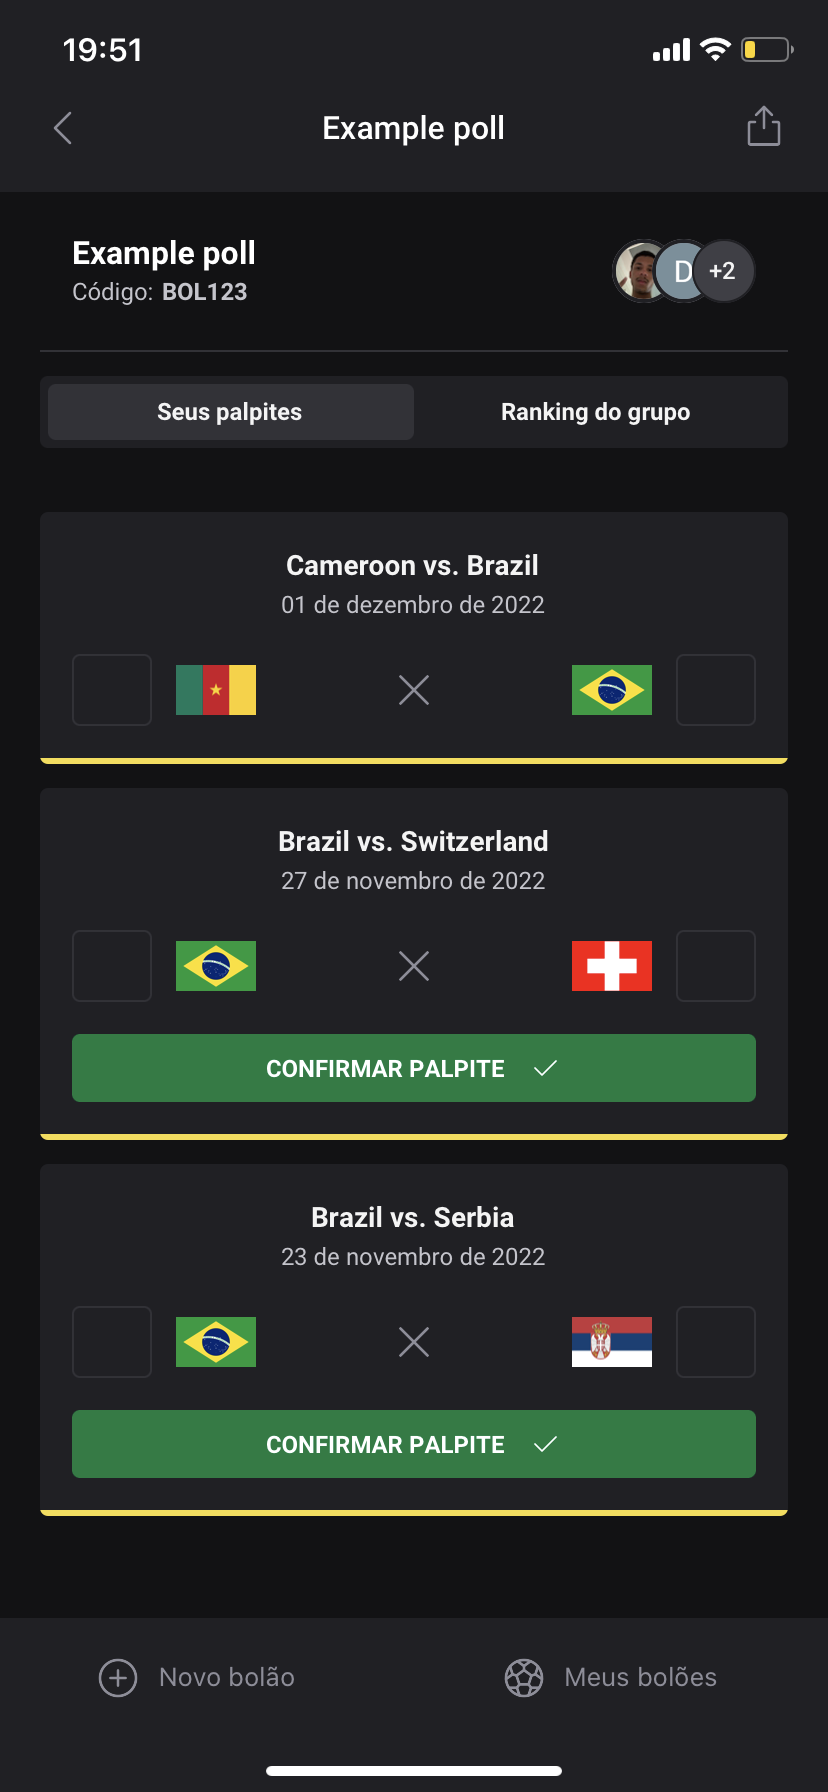 19:51
Example poll
Example poll
Código: BOL123
D
+2
Seus palpites
Ranking do grupo
Cameroon vs. Brazil
01 de dezembro de 2022
Brazil vs. Switzerland
27 de novembro de 2022
CONFIRMAR PALPITE
Brazil vs. Serbia
23 de novembro de 2022
CONFIRMAR PALPITE
Novo bolão
Meus bolões